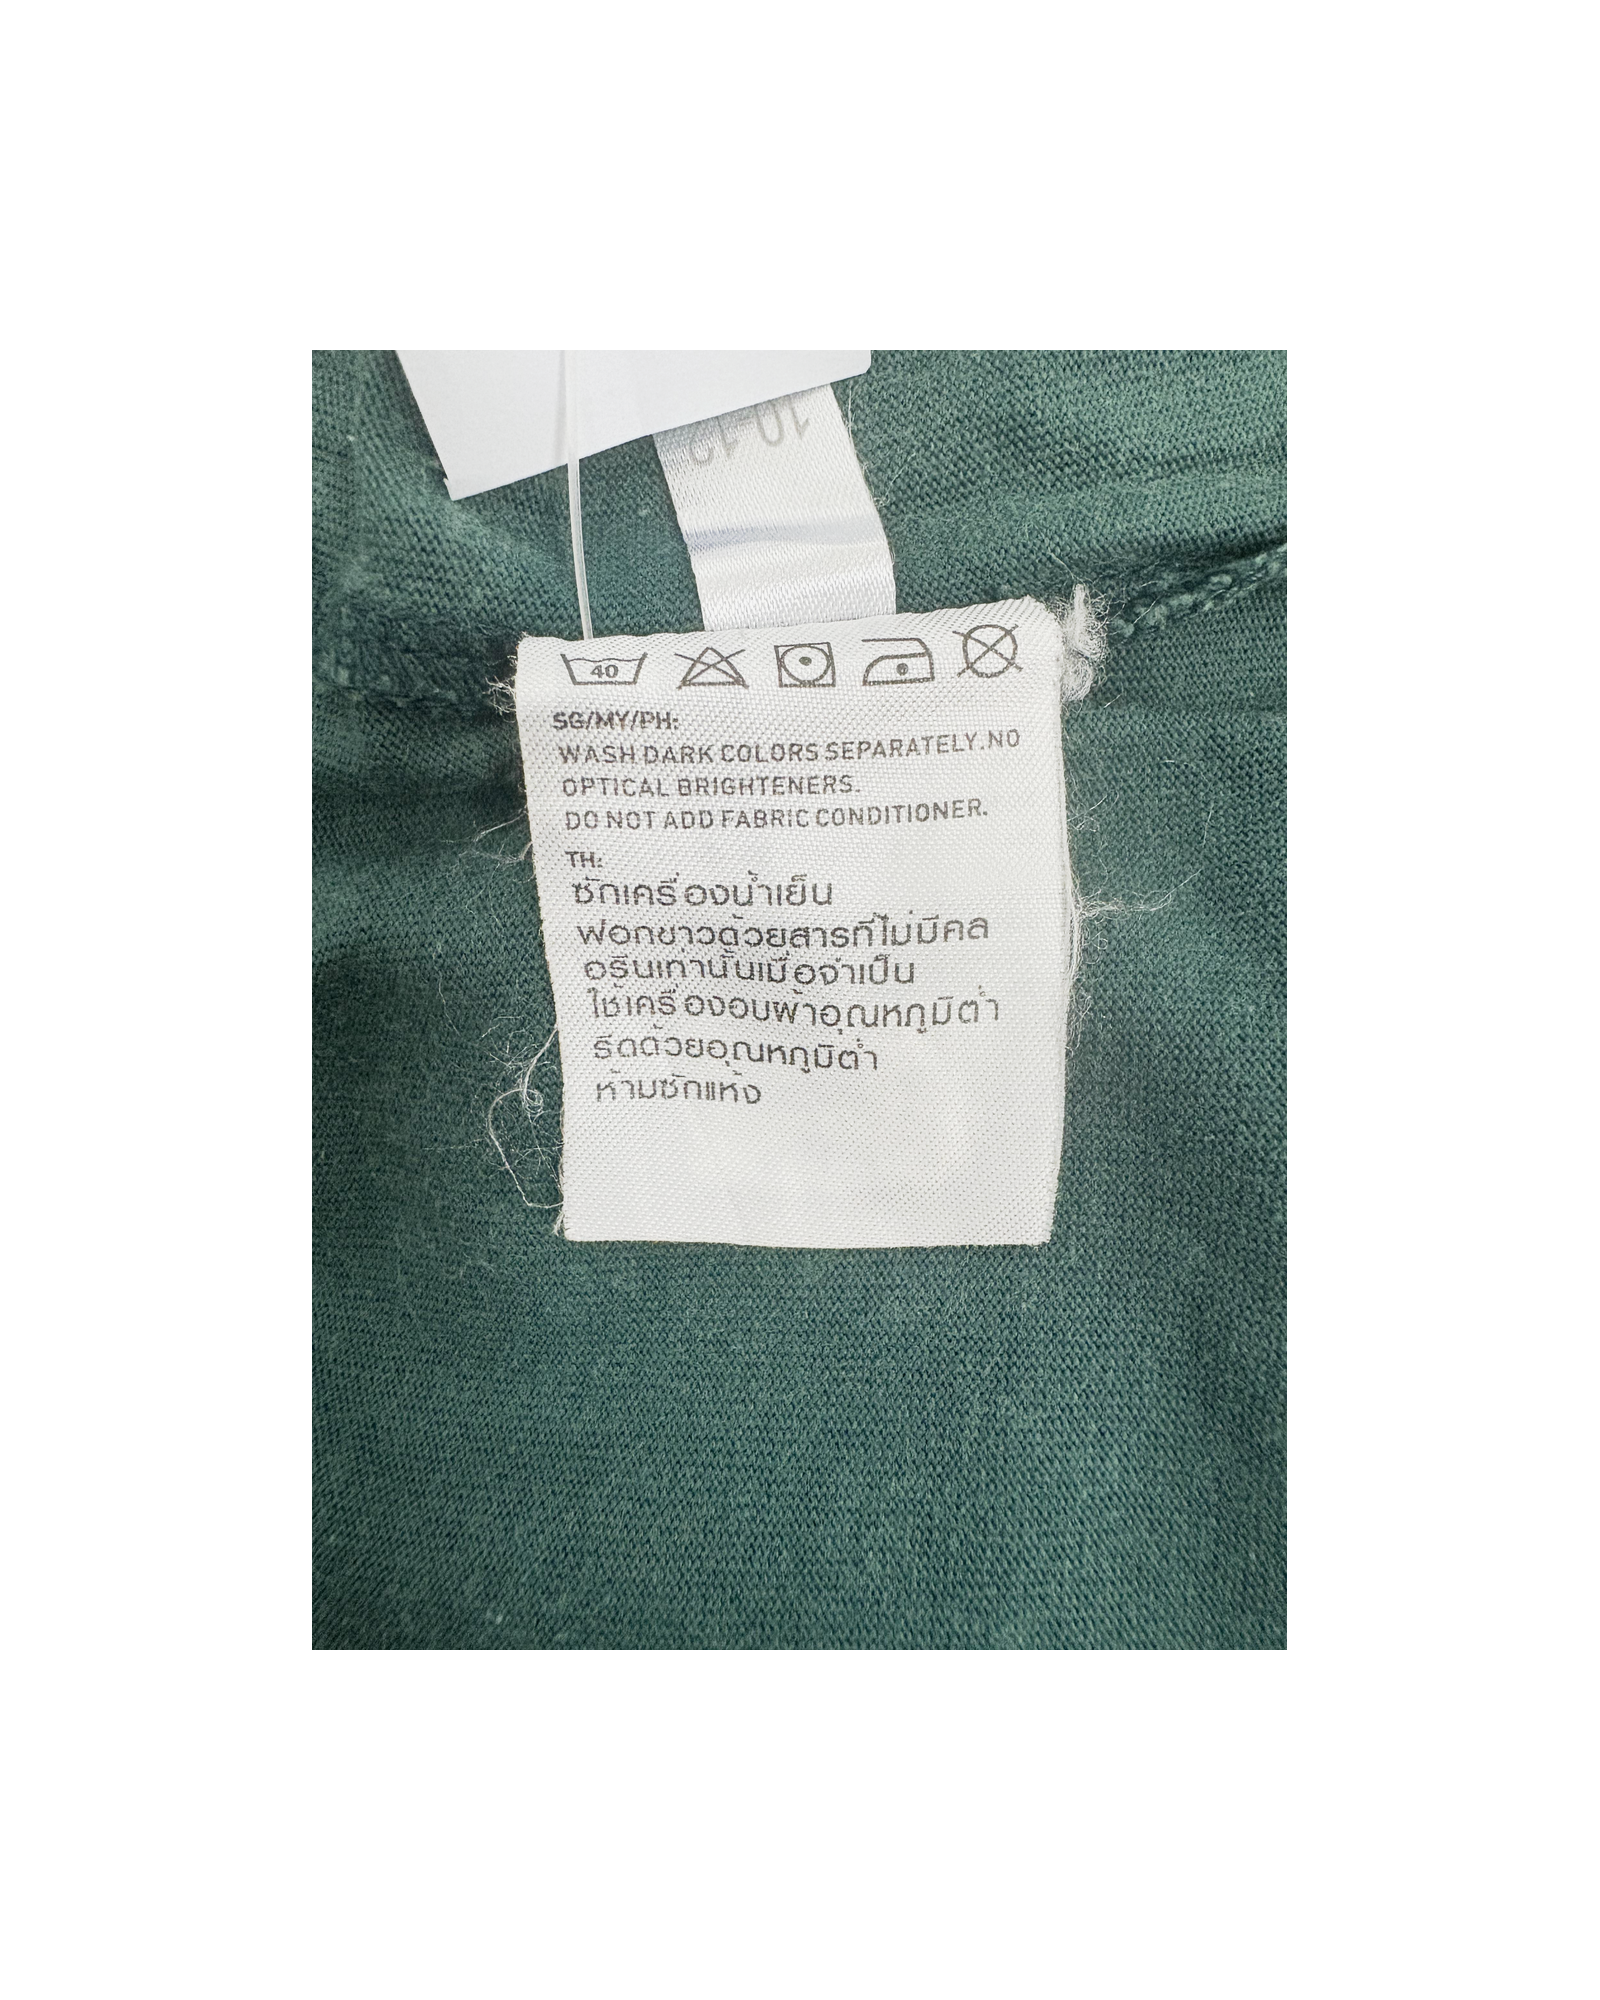 10-12
40
SG/MY/PH:
WASH DARK COLORS SEPARATELY.NO
OPTICAL BRIGHTENERS.
DO NOT ADD FABRIC CONDITIONER.
TH:
ซักเครื่องน้ำเย็น
ฟอกขาวด้วยสารที่ไม่มีคล
อรีนเท่านั้นเมื่อจำเป็น
ใช้เครื่องอบผ้าอุณหภูมิต่ำ
รีดด้วยอุณหภูมิต่ำ
ห้ามซักแห้ง